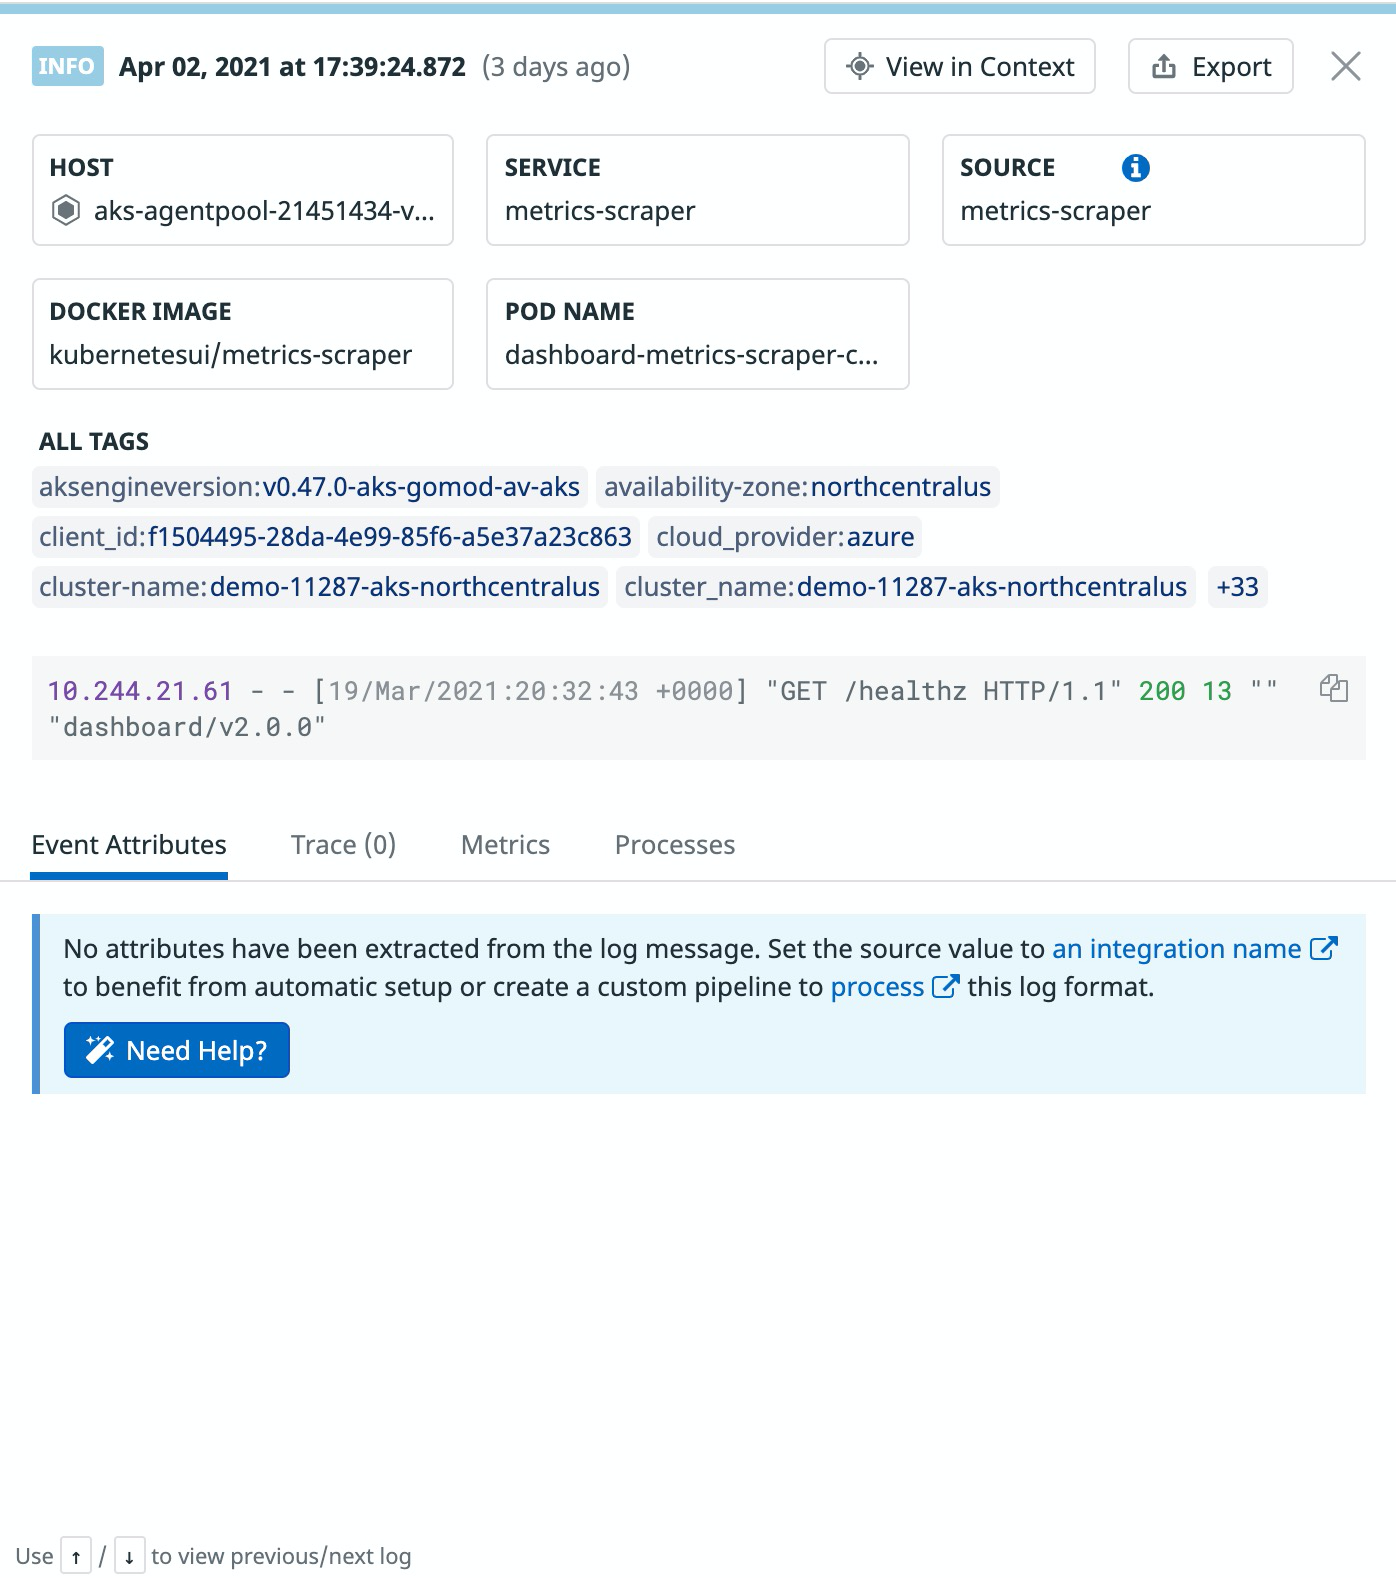 INFO Apr 02, 2021 at 17:39:24.872 (3 days ago) View in Context Export
HOST SERVICE SOURCE
aks-agentpool-21451434-v... metrics-scraper metrics-scraper
DOCKER IMAGE POD NAME
kubernetesui/metrics-scraper dashboard-metrics-scraper-c...
ALL TAGS
aksengineversion:v0.47.0-aks-gomod-av-aks availability-zone:northcentralus
client_id:f1504495-28da-4e99-85f6-a5e37a23c863 cloud_provider:azure
cluster-name:demo-11287-aks-northcentralus cluster_name:demo-11287-aks-northcentralus +33
10.244.21.61 - - [19/Mar/2021:20:32:43 +0000] "GET /healthz HTTP/1.1" 200 13 ""
"dashboard/v2.0.0"
Event Attributes Trace (0) Metrics Processes
No attributes have been extracted from the log message. Set the source value to an integration name
to benefit from automatic setup or create a custom pipeline to process this log format.
Need Help?
Use ↑ / ↓ to view previous/next log